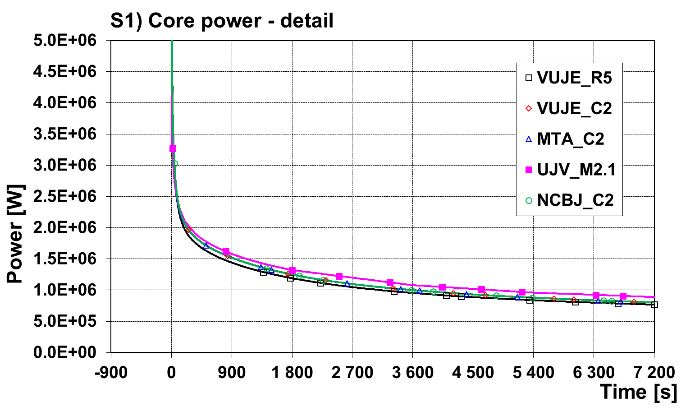 S1) Core power - detail
5.0E+06
4.5E+06
4.0E+06
3.5E+06
3.0E+06
2.5E+06
2.0E+06
1.5E+06
1.0E+06
5.0E+05
0.0E+00
Power [W]
VUJE_R5
VUJE_C2
MTA_C2
UJV_M2.1
NCBJ_C2
-900 0 900 1 800 2 700 3 600 4 500 5 400 6 300 7 200
Time [s]